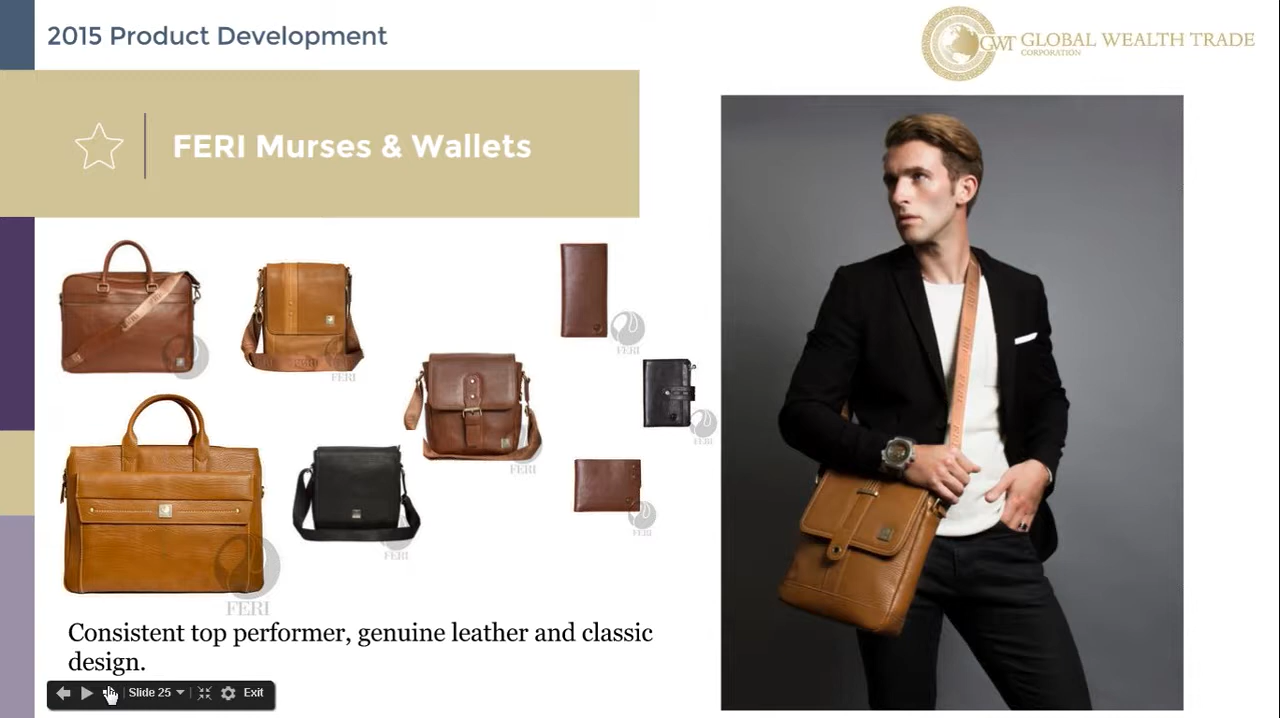 2015 Product Development
GWT GLOBAL WEALTH TRADE
CORPORATION
FERI Murses & Wallets
FERI
FERI
FERI
FERI
FERI
FERI
FERI
Consistent top performer, genuine leather and classic
design.
Slide 25
Exit